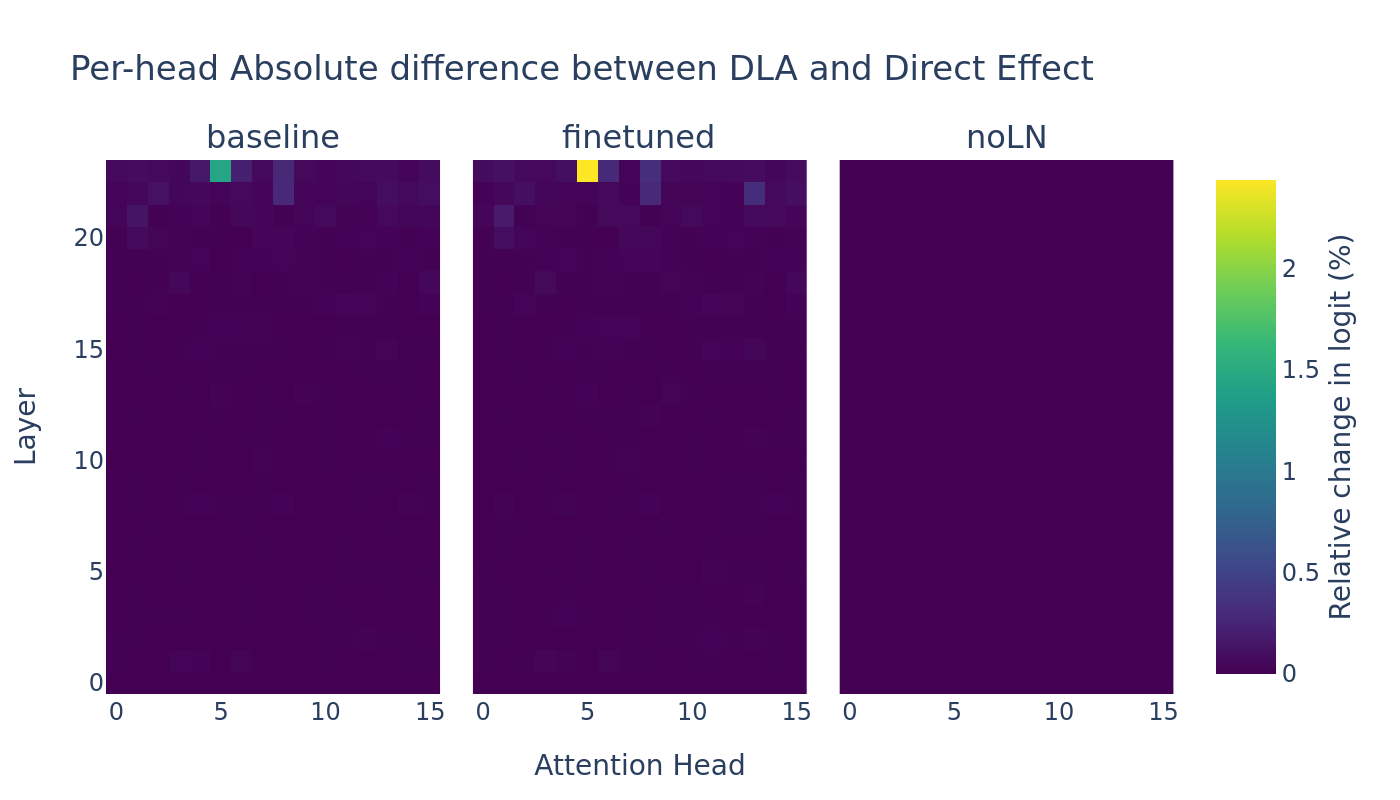 Per-head Absolute difference between DLA and Direct Effect
baseline
finetuned
noLN
Layer
20
15
10
5
0
0 5 10 15
0 5 10 15
0 5 10 15
Attention Head
2
1.5
1
0.5
0
Relative change in logit (%)